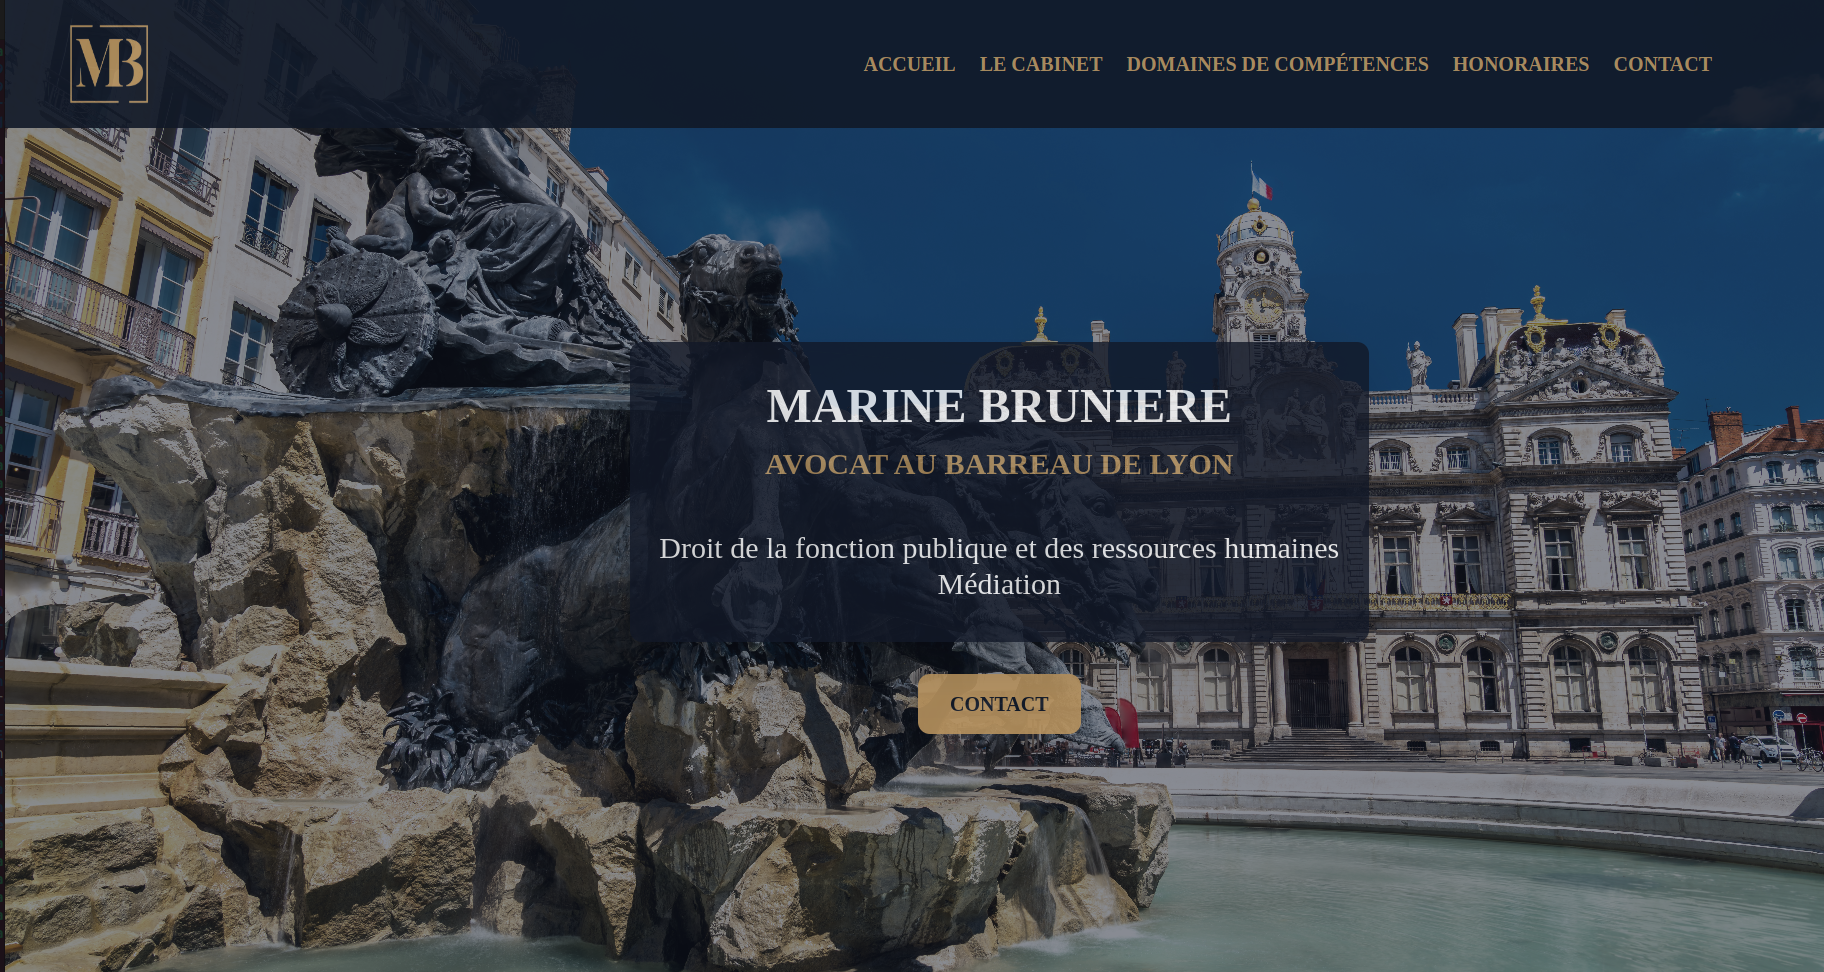 MB
ACCUEIL LE CABINET DOMAINES DE COMPÉTENCES HONORAIRES CONTACT
MARINE BRUNIERE
AVOCAT AU BARREAU DE LYON
Droit de la fonction publique et des ressources humaines
Médiation
CONTACT